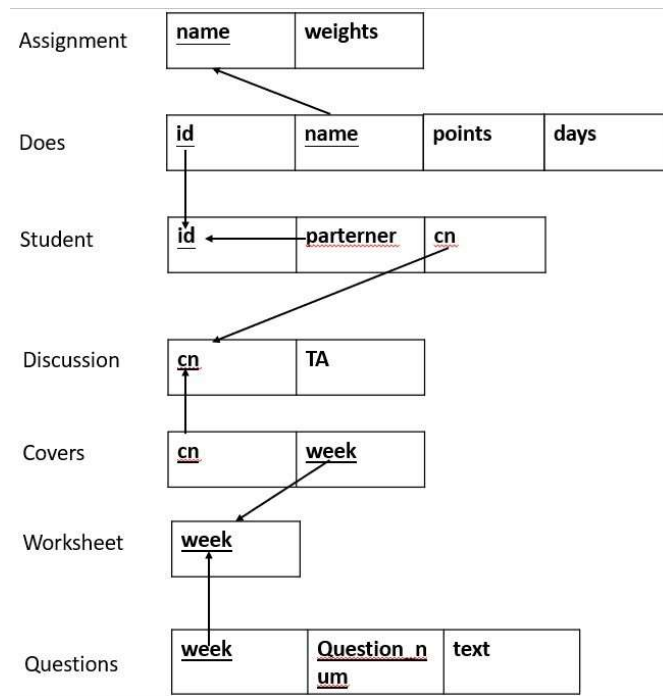 Assignment name weights
Does id name points days
Student id parterner cn
Discussion cn TA
Covers cn week
Worksheet week
Questions week Question_n text
um